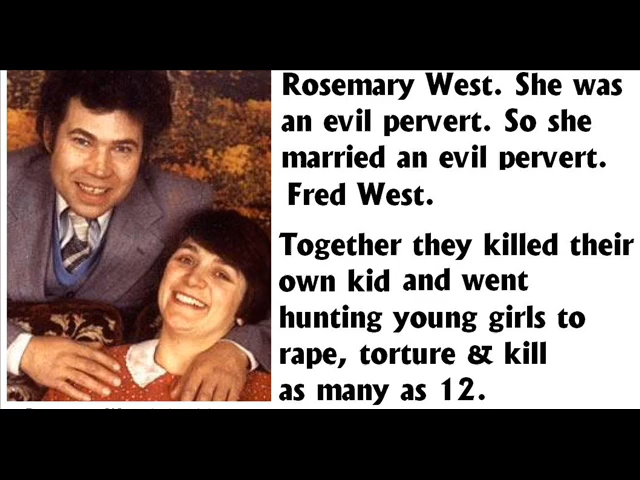 Rosemary West. She was
an evil pervert. So she
married an evil pervert.
Fred West.
Together they killed their
own kid and went
hunting young girls to
rape, torture & kill
as many as 12.